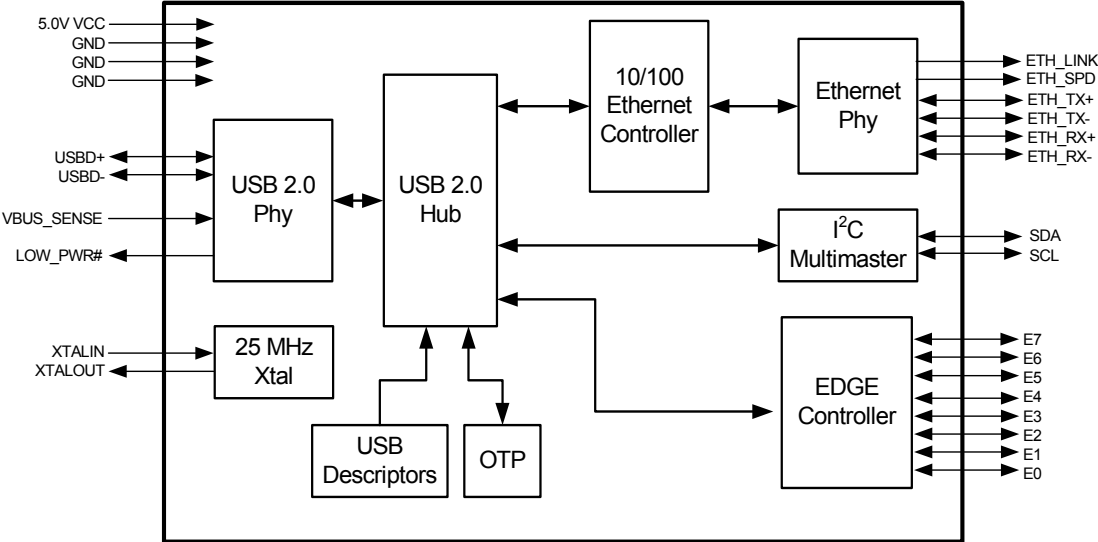 5.0V VCC
GND
GND
GND
USBD+
USBD-
VBUS_SENSE
LOW_PWR#
XTALIN
XTALOUT
USB 2.0
Phy
25 MHz
Xtal
USB 2.0
Hub
USB
Descriptors
OTP
10/100
Ethernet
Controller
Ethernet
Phy
I²C
Multimaster
EDGE
Controller
ETH_LINK
ETH_SPD
ETH_TX+
ETH_TX-
ETH_RX+
ETH_RX-
SDA
SCL
E7
E6
E5
E4
E3
E2
E1
E0